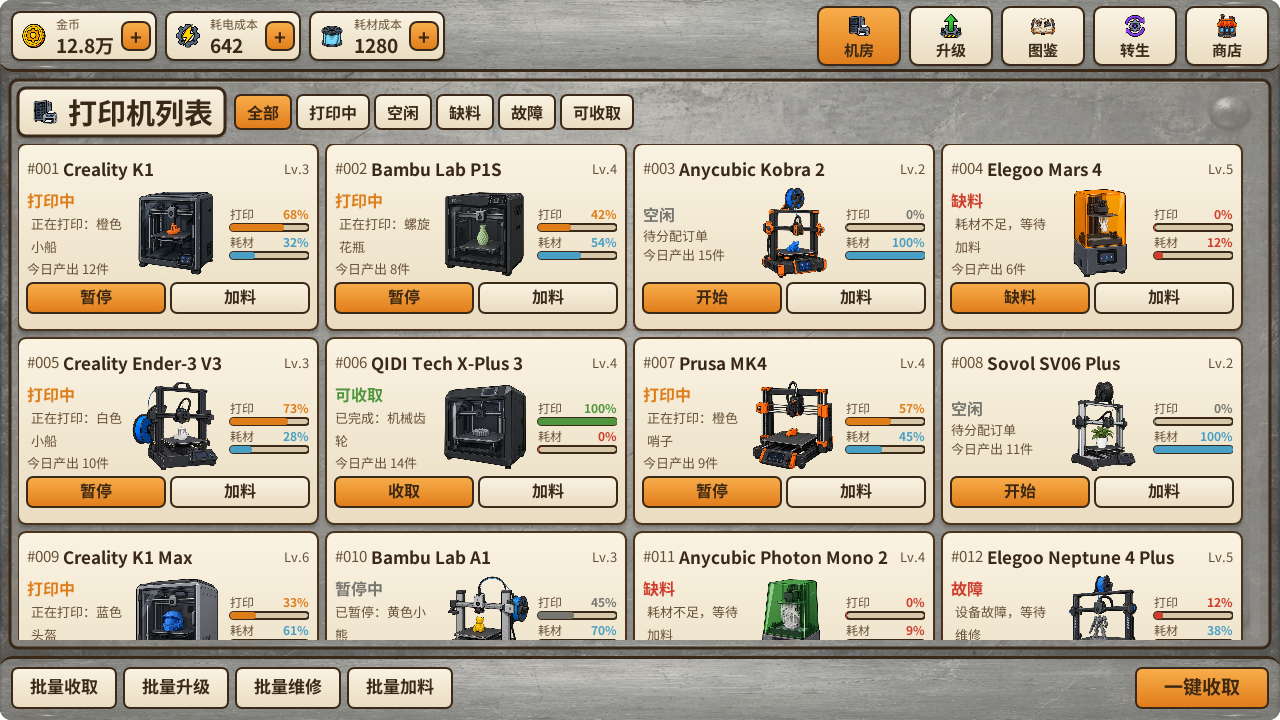 金币
12.8万
耗电成本
642
耗材成本
1280
机房
升级
图鉴
转生
商店
打印机列表
全部
打印中
空闲
缺料
故障
可收取
#001 Creality K1 Lv.3
打印中
正在打印：橙色
小船
今日产出 12件
打印 68%
耗材 32%
暂停
加料
#002 Bambu Lab P1S Lv.4
打印中
正在打印：螺旋
花瓶
今日产出 8件
打印 42%
耗材 54%
暂停
加料
#003 Anycubic Kobra 2 Lv.2
空闲
待分配订单
今日产出 15件
打印 0%
耗材 100%
开始
加料
#004 Elegoo Mars 4 Lv.5
缺料
耗材不足，等待
加料
今日产出 6件
打印 0%
耗材 12%
缺料
加料
#005 Creality Ender-3 V3 Lv.3
打印中
正在打印：白色
小船
今日产出 10件
打印 73%
耗材 28%
暂停
加料
#006 QIDI Tech X-Plus 3 Lv.4
可收取
已完成：机械齿
轮
今日产出 14件
打印 100%
耗材 0%
收取
加料
#007 Prusa MK4 Lv.4
打印中
正在打印：橙色
哨子
今日产出 9件
打印 57%
耗材 45%
暂停
加料
#008 Sovol SV06 Plus Lv.2
空闲
待分配订单
今日产出 11件
打印 0%
耗材 100%
开始
加料
#009 Creality K1 Max Lv.6
打印中
正在打印：蓝色
头盔
打印 33%
耗材 61%
#010 Bambu Lab A1 Lv.3
暂停中
已暂停：黄色小
熊
打印 45%
耗材 70%
#011 Anycubic Photon Mono 2 Lv.4
缺料
耗材不足，等待
加料
打印 0%
耗材 9%
#012 Elegoo Neptune 4 Plus Lv.5
故障
设备故障，等待
维修
打印 12%
耗材 38%
批量收取
批量升级
批量维修
批量加料
一键收取